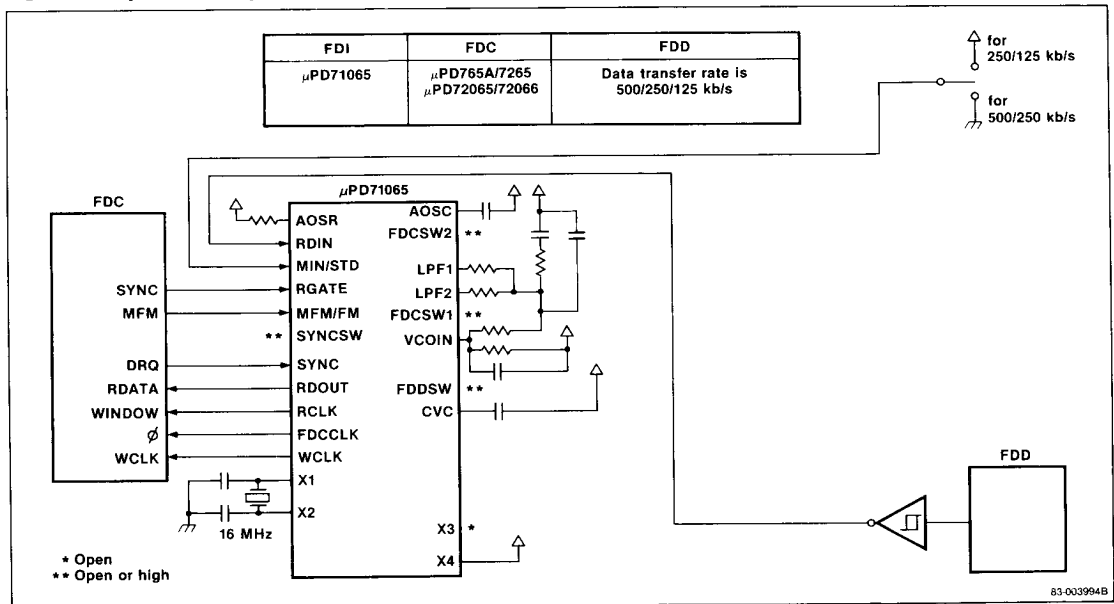 FDI FDC FDD
µPD71065 µPD765A/7265 Data transfer rate is
µPD72065/72066 500/250/125 kb/s
for
250/125 kb/s
for
500/250 kb/s
FDC
SYNC
MFM
DRQ
RDATA
WINDOW
ø
WCLK
µPD71065
AOSR
RDIN
MIN/STD
RGATE
MFM/FM
** SYNCSW
SYNC
RDOUT
RCLK
FDCCLK
WCLK
X1
X2
16 MHz
AOSC
FDCSW2 **
LPF1
LPF2
FDCSW1 **
VCOIN
FDDSW **
CVC
X3 *
X4
FDD
* Open
** Open or high
83-003994B